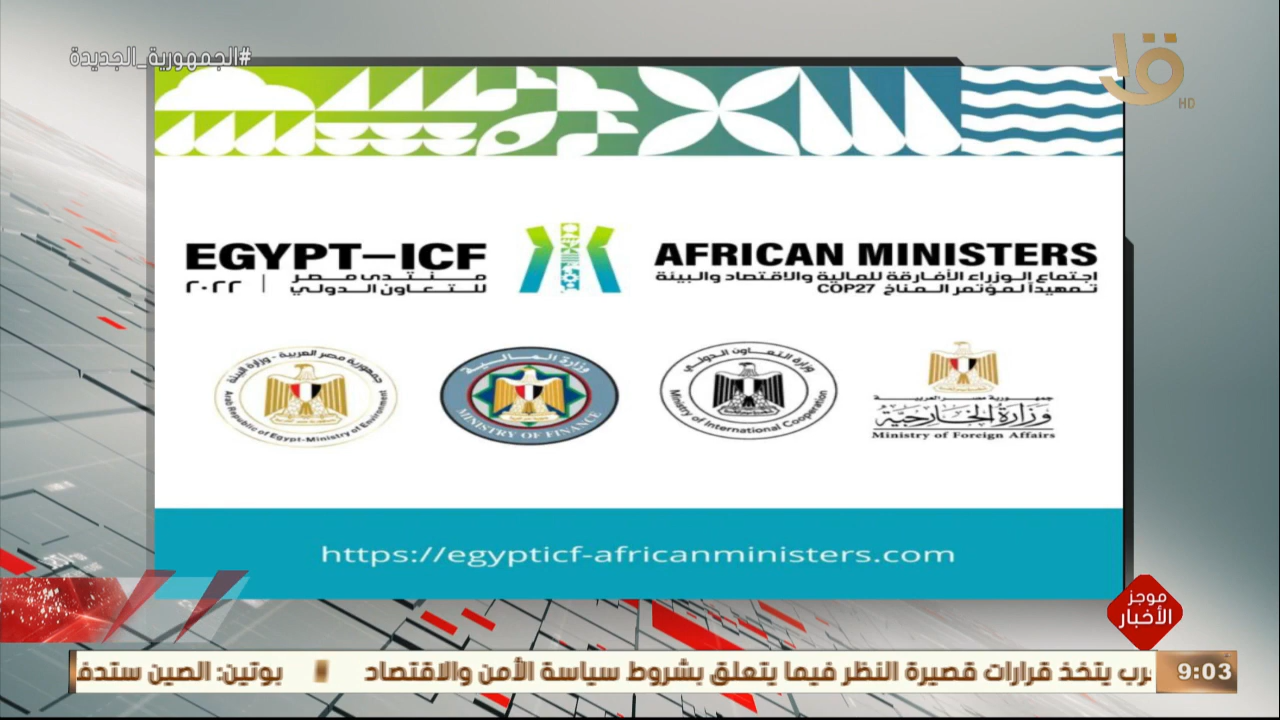 #الجمهورية_الجديدة
HD
EGYPT–ICF
منتدى مصر
للتعاون الدولي | ٢٠٢٢
AFRICAN MINISTERS
اجتماع الوزراء الأفارقة للمالية والاقتصاد والبيئة
تمهيداً لمؤتمر المناخ COP27
جمهورية مصر العربية - وزارة البيئة
Arab Republic of Egypt-Ministry of Environment
وزارة المالية
MINISTRY OF FINANCE
وزارة التعاون الدولي
Ministry of International Cooperation
جمهورية مصر العربية
وزارة الخارجية
Ministry of Foreign Affairs
https://egypticf-africanministers.com
موجز
الأخبار
يتخذ قرارات قصيرة النظر فيما يتعلق بشروط سياسة الأمن والاقتصاد بوتين: الصين
9:03